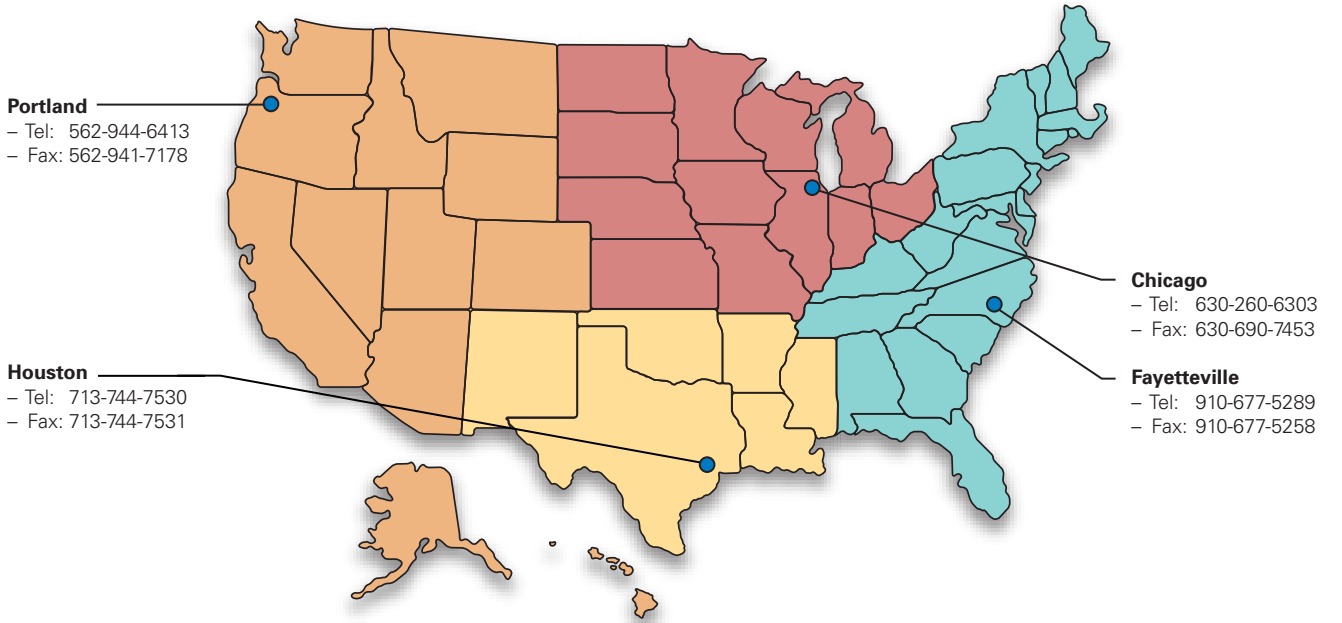 Portland
– Tel: 562-944-6413
– Fax: 562-941-7178
Houston
– Tel: 713-744-7530
– Fax: 713-744-7531
Chicago
– Tel: 630-260-6303
– Fax: 630-690-7453
Fayetteville
– Tel: 910-677-5289
– Fax: 910-677-5258